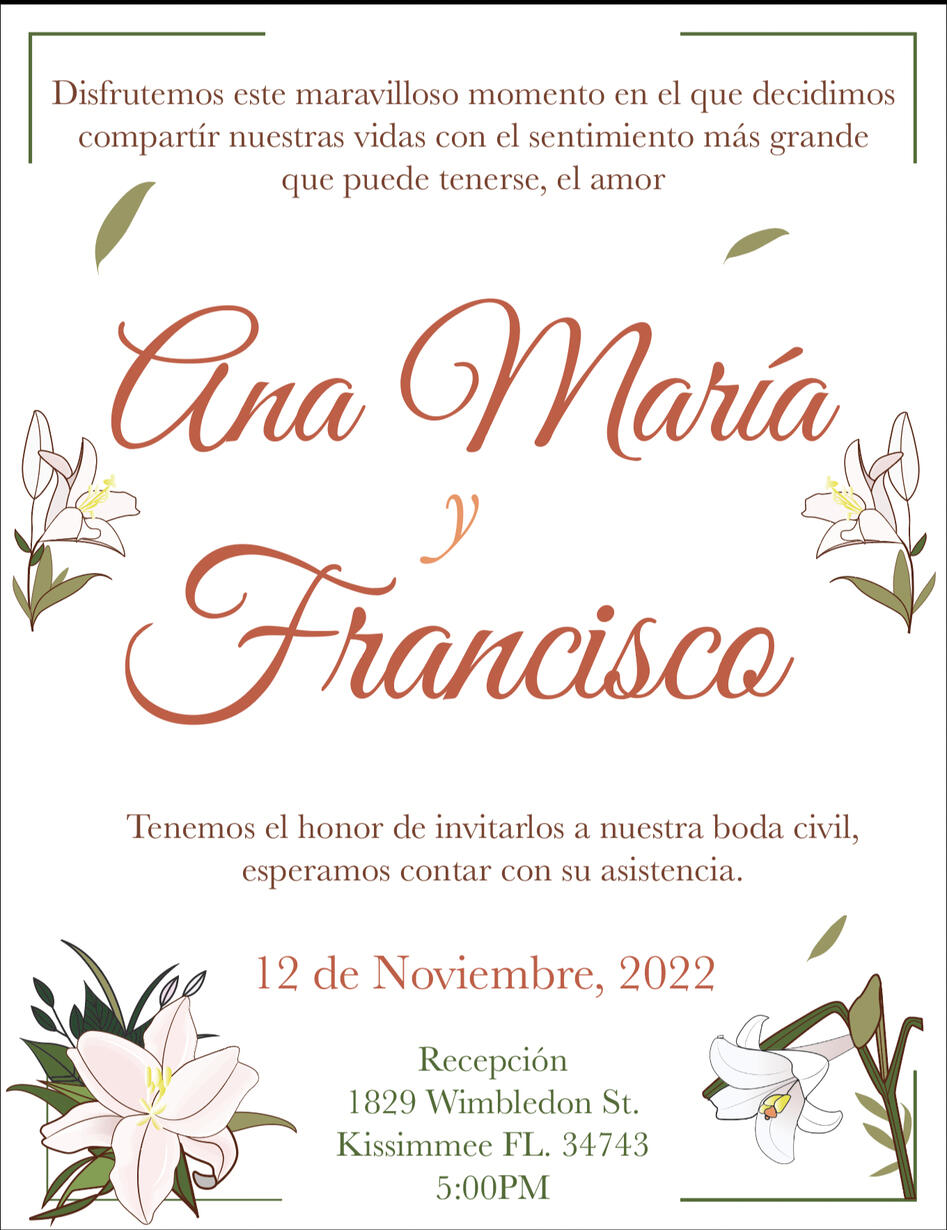 Disfrutemos este maravilloso momento en el que decidimos
compartír nuestras vidas con el sentimiento más grande
que puede tenerse, el amor
Ana María
y
Francisco
Tenemos el honor de invitarlos a nuestra boda civil,
esperamos contar con su asistencia.
12 de Noviembre, 2022
Recepción
1829 Wimbledon St.
Kissimmee FL. 34743
5:00PM